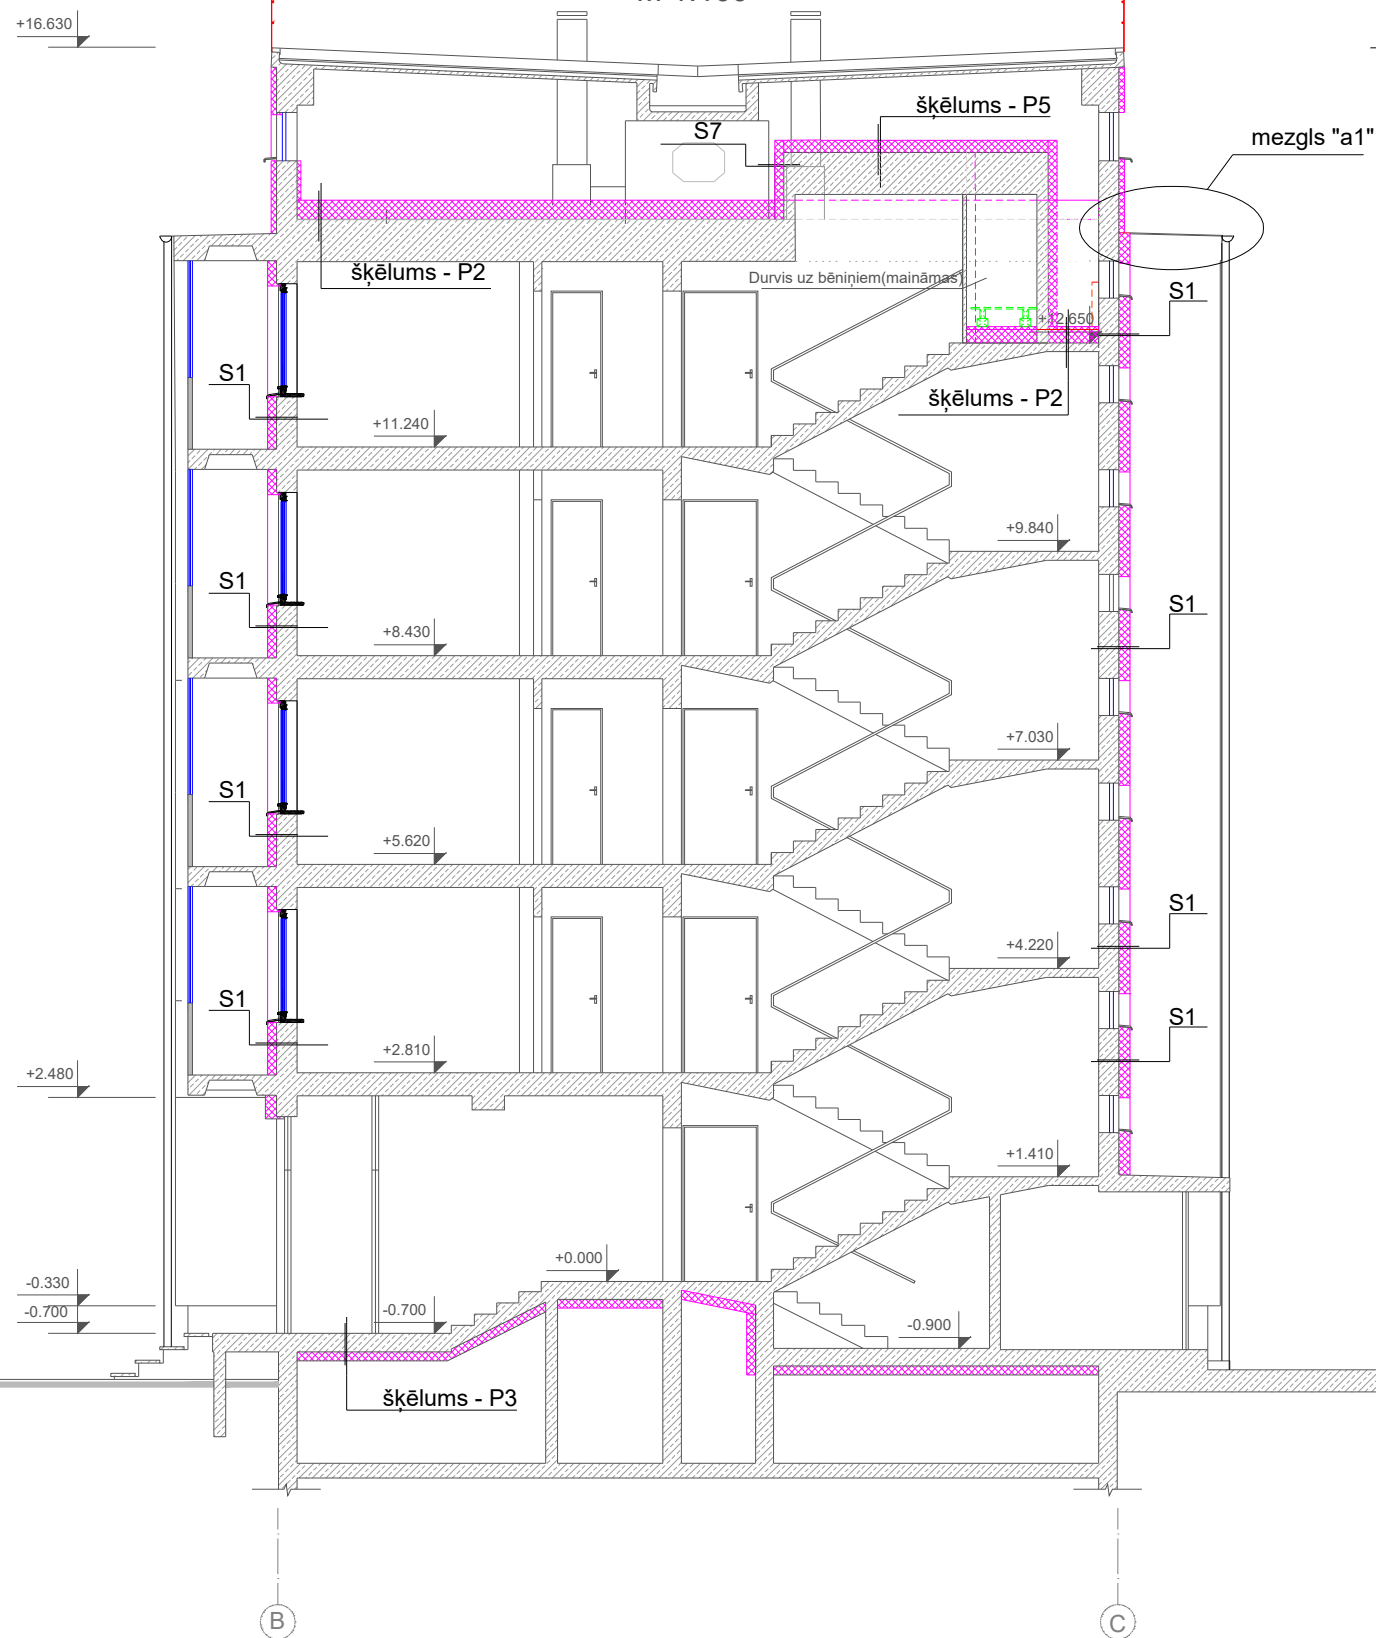 +16.630
šķēlums - P5
S7
mezgls "a1"
šķēlums - P2
Durvis uz bēniņiem(maināmas)
S1
+12.650
S1
šķēlums - P2
+11.240
+9.840
S1
S1
+8.430
+7.030
S1
+5.620
S1
+4.220
S1
S1
+2.810
+2.480
+1.410
+0.000
-0.330
-0.700
-0.700
-0.900
šķēlums - P3
B
C